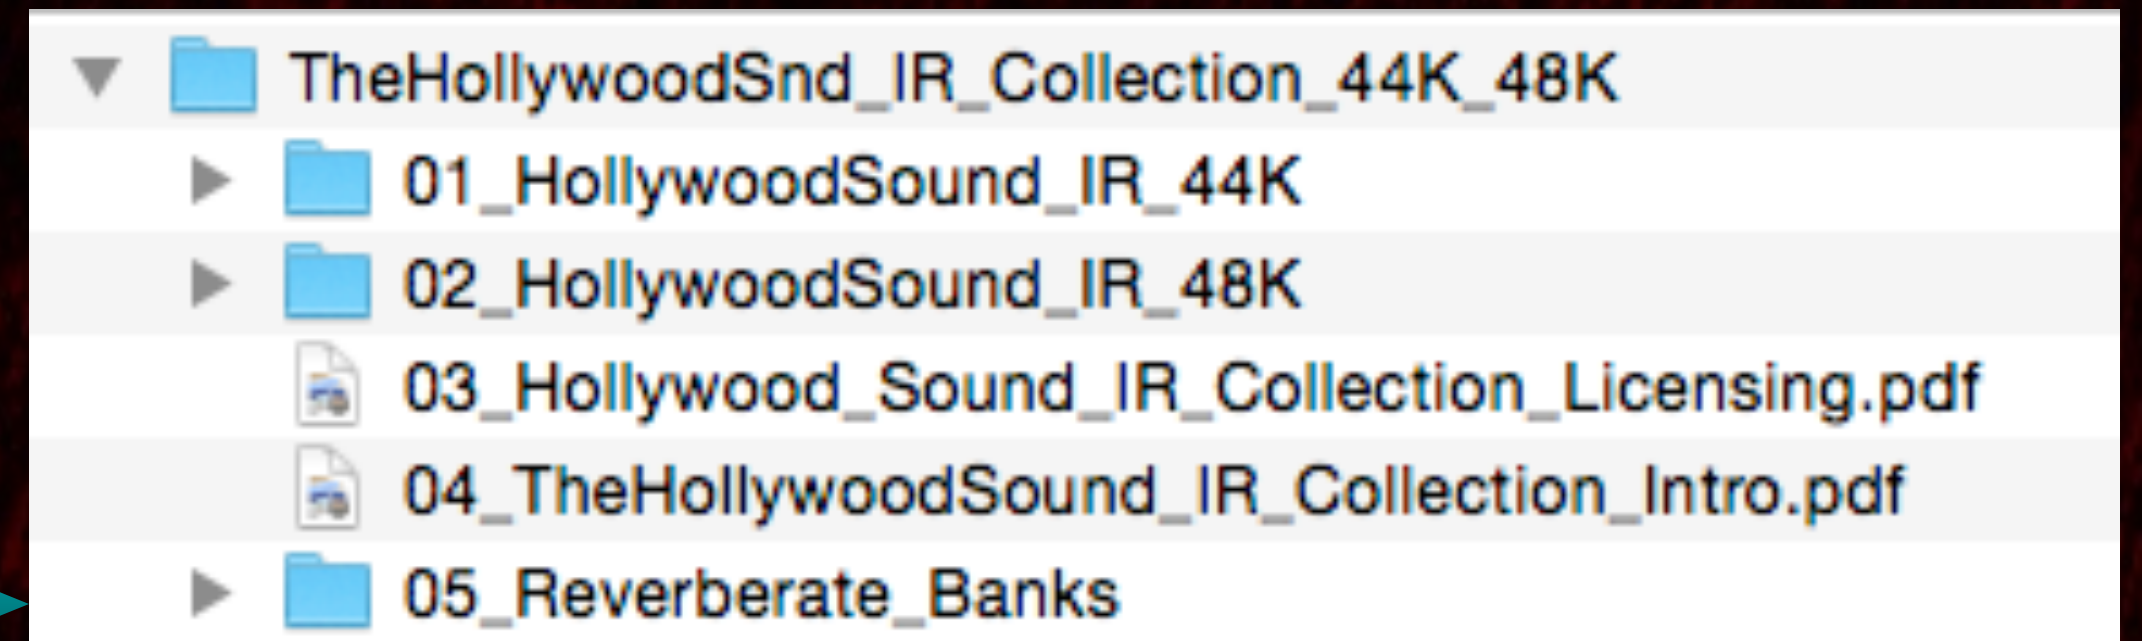 TheHollywoodSnd_IR_Collection_44K_48K
01_HollywoodSound_IR_44K
02_HollywoodSound_IR_48K
03_Hollywood_Sound_IR_Collection_Licensing.pdf
04_TheHollywoodSound_IR_Collection_Intro.pdf
05_Reverberate_Banks